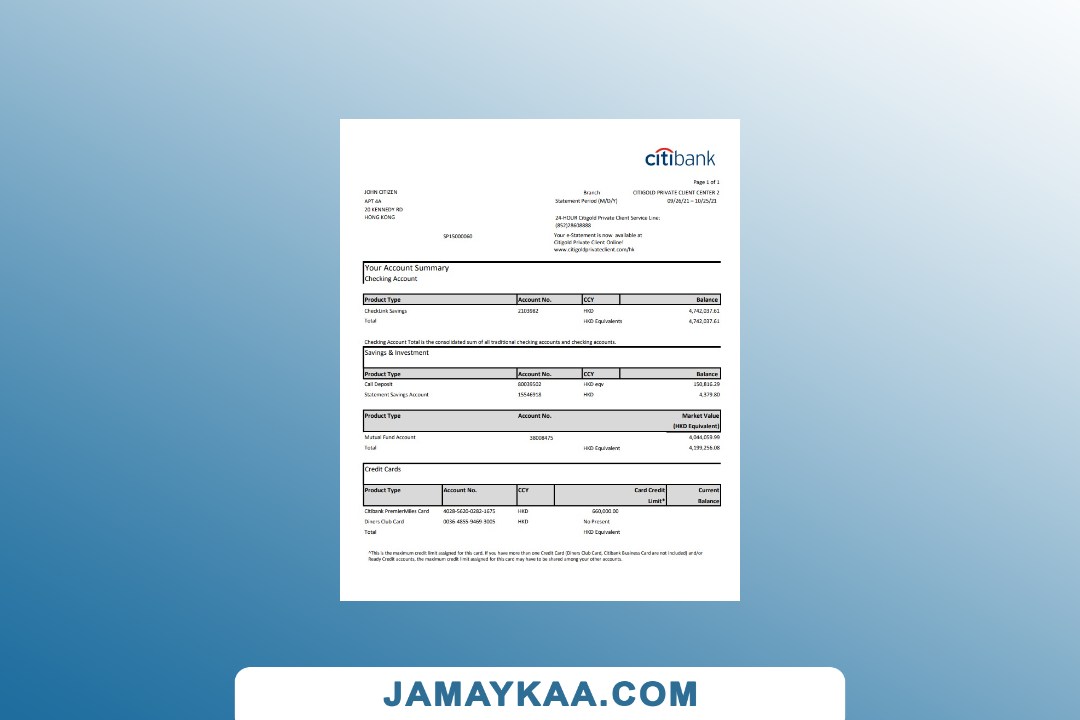 citibank
Page 1 of 1
JOHN CITIZEN Branch CITIGOLD PRIVATE CLIENT CENTER 2
APT 4A Statement Period (M/D/Y) 09/26/21 – 10/25/21
20 KENNEDY RD
HONG KONG 24-HOUR Citigold Private Client Service Line:
(852)28608888
SP15000060 Your e-Statement is now available at
Citigold Private Client Online!
www.citigoldprivateclient.com/hk
Your Account Summary
Checking Account
Product Type Account No. CCY Balance
CheckLink Savings 2103982 HKD 4,742,037.61
Total HKD Equivalents 4,742,037.61
Checking Account Total is the consolidated sum of all traditional checking accounts and checking accounts.
Savings & Investment
Product Type Account No. CCY Balance
Call Deposit 80039502 HKD eqv 150,816.29
Statement Savings Account 15546918 HKD 4,379.80
Product Type Account No. Market Value
(HKD Equivalent)
Mutual Fund Account 38008475 4,044,059.99
Total HKD Equivalent 4,199,256.08
Credit Cards
Product Type Account No. CCY Card Credit Current
Limit* Balance
Citibank PremierMiles Card 4028-5620-0282-1675 HKD 660,000.00
Diners Club Card 0036-4855-9469-3005 HKD No Present
Total HKD Equivalent
^This is the maximum credit limit assigned for this card. If you have more than one Credit Card (Diners Club Card, Citibank Business Card are not included) and/or
Ready Credit accounts, the maximum credit limit assigned for this card may have to be shared among your other accounts.
JAMAYKAA.COM